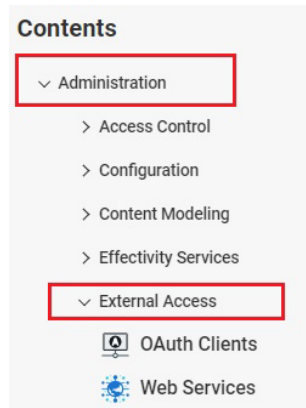 Contents
Administration
Access Control
Configuration
Content Modeling
Effectivity Services
External Access
OAuth Clients
Web Services